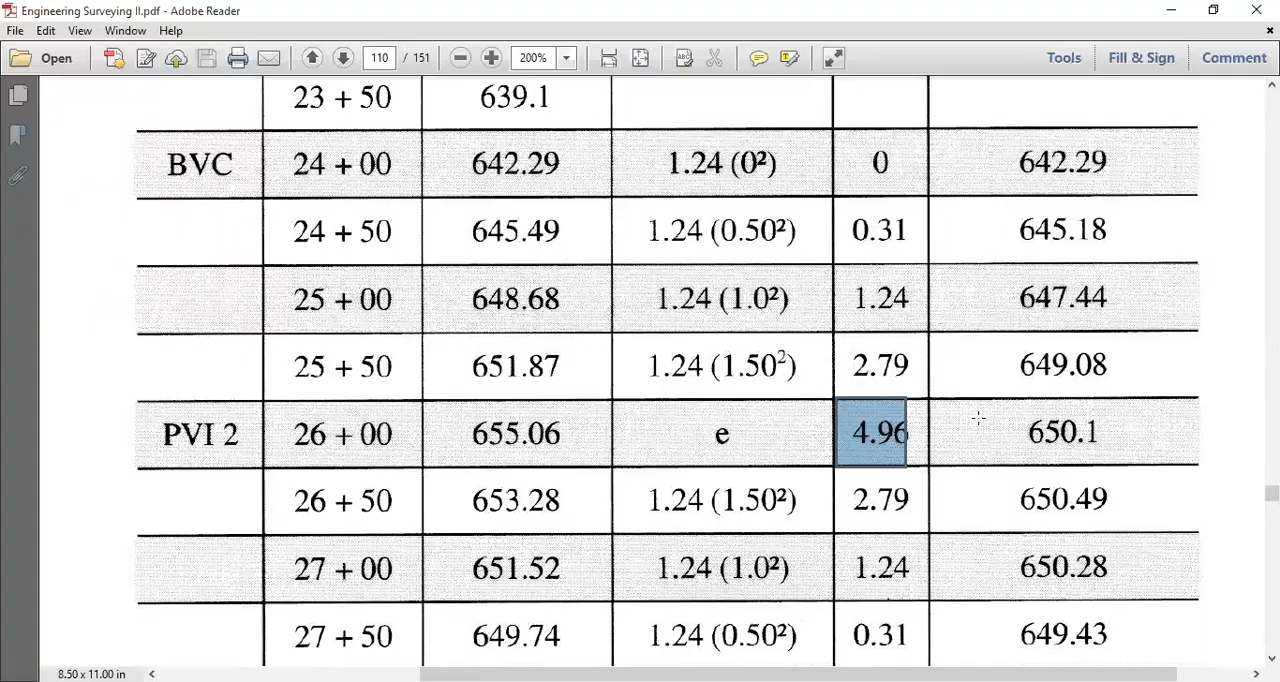 Engineering Surveying II.pdf - Adobe Reader
File Edit View Window Help
Open 110 / 151 200% Tools Fill & Sign Comment
23 + 50 639.1
BVC 24 + 00 642.29 1.24 (0²) 0 642.29
24 + 50 645.49 1.24 (0.50²) 0.31 645.18
25 + 00 648.68 1.24 (1.0²) 1.24 647.44
25 + 50 651.87 1.24 (1.50²) 2.79 649.08
PVI 2 26 + 00 655.06 e 4.96 650.1
26 + 50 653.28 1.24 (1.50²) 2.79 650.49
27 + 00 651.52 1.24 (1.0²) 1.24 650.28
27 + 50 649.74 1.24 (0.50²) 0.31 649.43
8.50 x 11.00 in